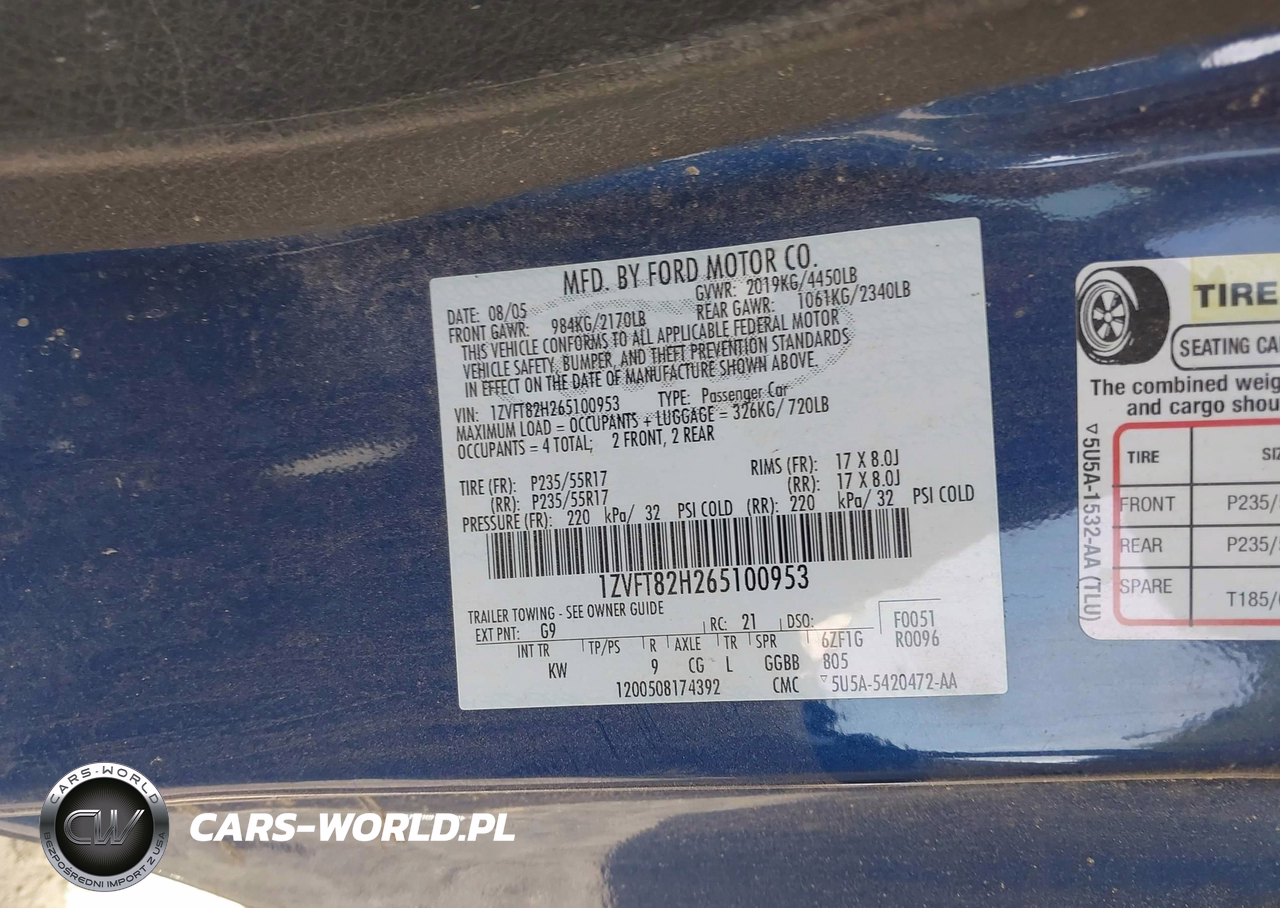 MFD. BY FORD MOTOR CO.
DATE: 08/05 GVWR: 2019KG/4450LB
FRONT GAWR: 984KG/2170LB REAR GAWR: 1061KG/2340LB
THIS VEHICLE CONFORMS TO ALL APPLICABLE FEDERAL MOTOR
VEHICLE SAFETY, BUMPER, AND THEFT PREVENTION STANDARDS
IN EFFECT ON THE DATE OF MANUFACTURE SHOWN ABOVE.
VIN: 1ZVFT82H265100953 TYPE: Passenger Car
MAXIMUM LOAD = OCCUPANTS + LUGGAGE = 326KG/ 720LB
OCCUPANTS = 4 TOTAL; 2 FRONT, 2 REAR
TIRE (FR): P235/55R17 RIMS (FR): 17 X 8.0J
(RR): P235/55R17 (RR): 17 X 8.0J
PRESSURE (FR): 220 kPa/ 32 PSI COLD (RR): 220 kPa/ 32 PSI COLD
1ZVFT82H265100953
TRAILER TOWING - SEE OWNER GUIDE
EXT PNT: G9 RC: 21 DSO: F0051
INT TR TP/PS R AXLE TR SPR 6ZF1G R0096
KW 9 CG L GGBB 805
1200508174392 CMC ▽5U5A-5420472-AA
TIRE
SEATING CA
The combined weig
and cargo shou
TIRE SIZ
FRONT P235/
REAR P235/5
SPARE T185/
▽5U5A-1532-AA (TLU)
CARS-WORLD
CW
BEZPOŚREDNI IMPORT Z USA
CARS-WORLD.PL